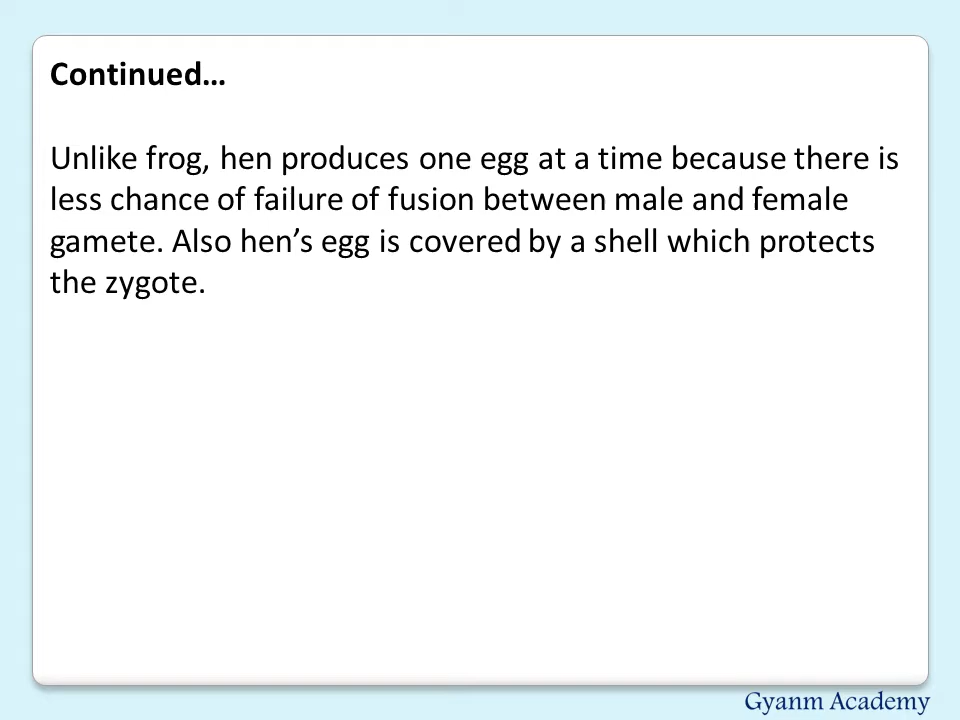 Continued…
Unlike frog, hen produces one egg at a time because there is
less chance of failure of fusion between male and female
gamete. Also hen’s egg is covered by a shell which protects
the zygote.
Gyanm Academy